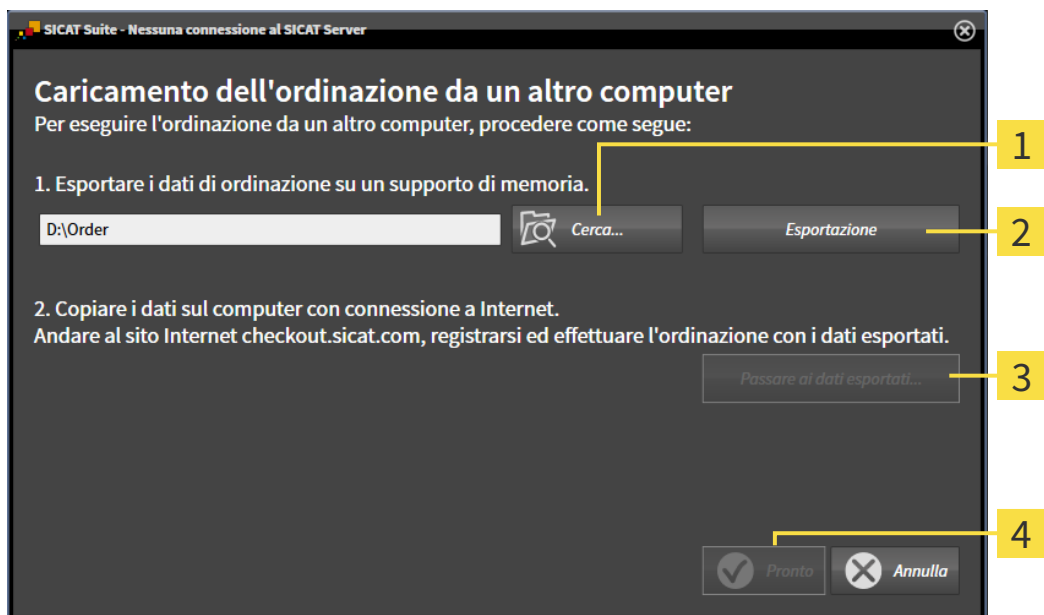 SICAT Suite - Nessuna connessione al SICAT Server
Caricamento dell'ordinazione da un altro computer
Per eseguire l'ordinazione da un altro computer, procedere come segue:
1
1. Esportare i dati di ordinazione su un supporto di memoria.
D:\Order
Cerca...
Esportazione
2
2. Copiare i dati sul computer con connessione a Internet.
Andare al sito Internet checkout.sicat.com, registrarsi ed effettuare l'ordinazione con i dati esportati.
Passare ai dati esportati...
3
4
Pronto
Annulla